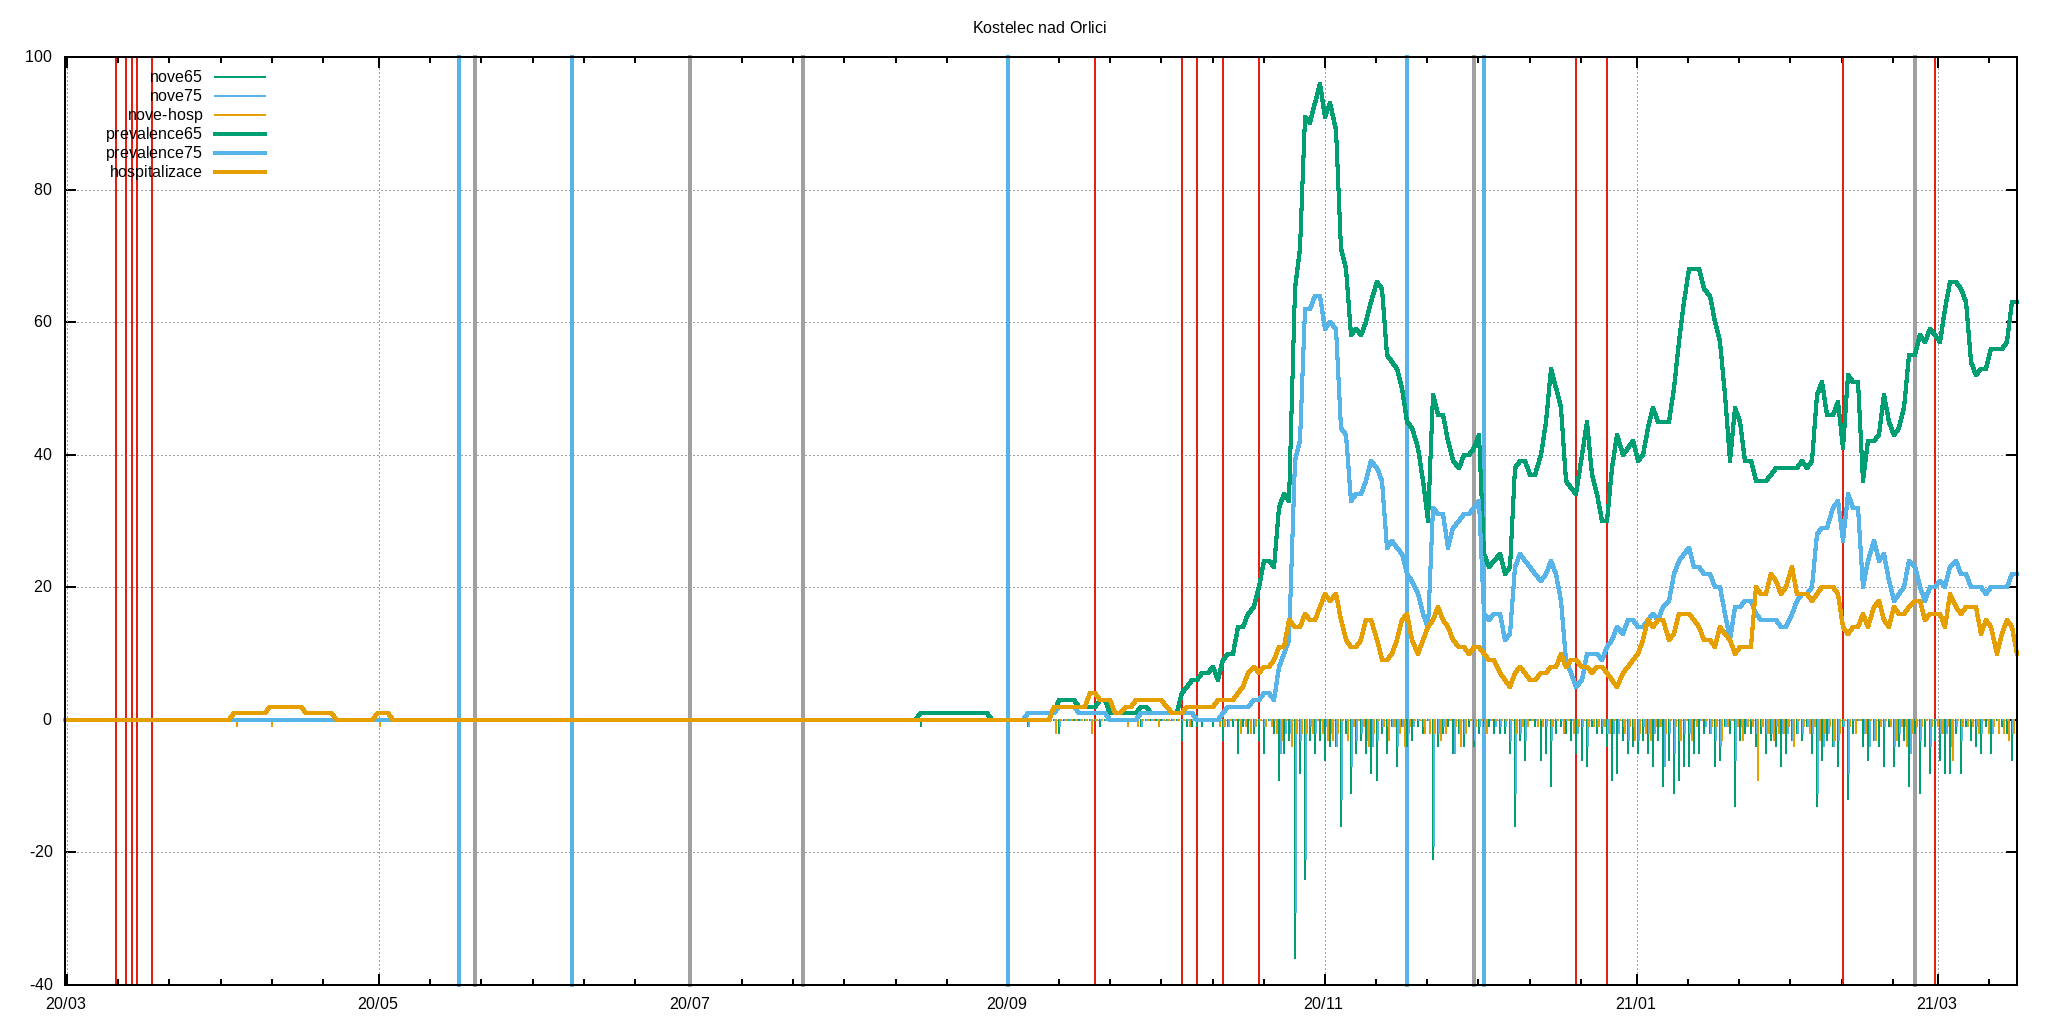 Kostelec nad Orlici
100
80
60
40
20
0
-20
-40
nove65
nove75
nove-hosp
prevalence65
prevalence75
hospitalizace
20/03 20/05 20/07 20/09 20/11 21/01 21/03